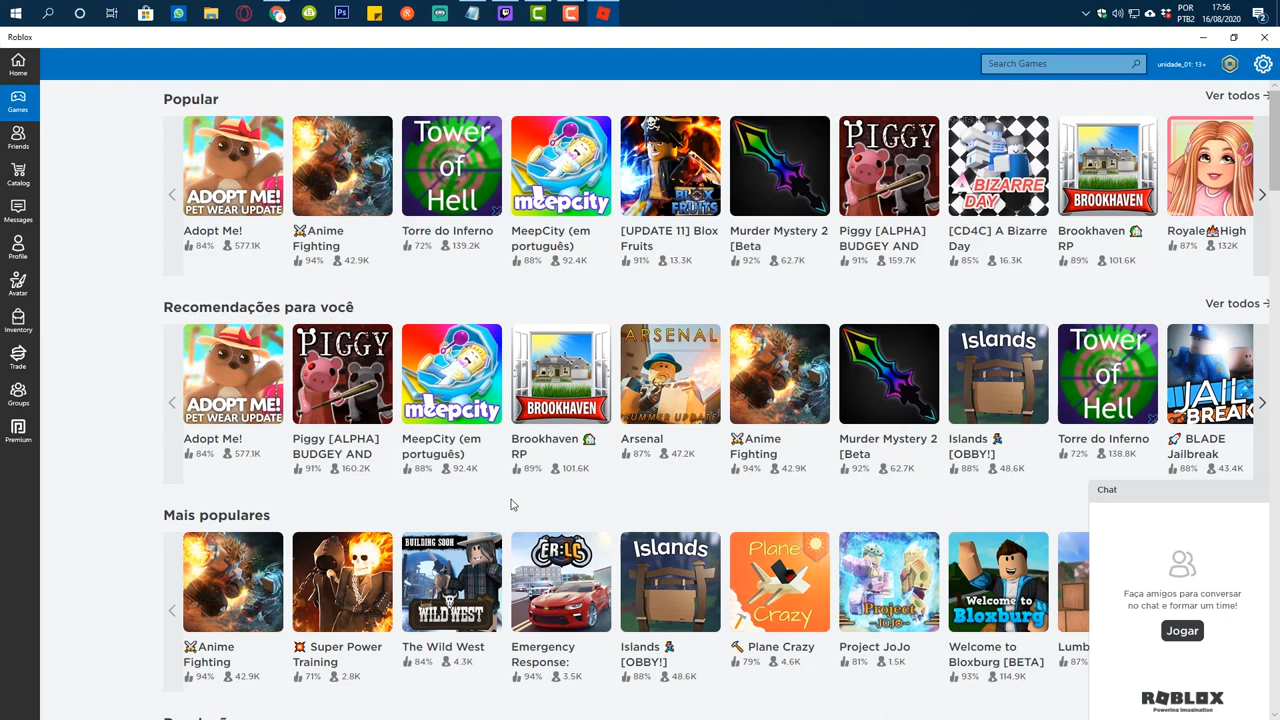 POR
PTB2
17:56
16/08/2020
2
Roblox
Search Games
unidade_01: 13+
Home
Games
Friends
Catalog
Messages
Profile
Avatar
Inventory
Trade
Groups
Premium
Popular
Ver todos →
ADOPT ME!
PET WEAR UPDATE
Tower
of
Hell
meepcity
BLOX
FRUITS
PIGGY
A BIZARRE
DAY
BROOKHAVEN
Adopt Me!
84% 577.1K
⚔Anime
Fighting
94% 42.9K
Torre do Inferno
72% 139.2K
MeepCity (em
português)
88% 92.4K
[UPDATE 11] Blox
Fruits
91% 13.3K
Murder Mystery 2
[Beta
92% 62.7K
Piggy [ALPHA]
BUDGEY AND
91% 159.7K
[CD4C] A Bizarre
Day
85% 16.3K
Brookhaven 🏡
RP
89% 101.6K
Royale🏰High
87% 132K
Recomendações para você
Ver todos →
ADOPT ME!
PET WEAR UPDATE
PIGGY
meepcity
BROOKHAVEN
ARSENAL
SUMMER UPDATE
Islands
Tower
of
Hell
JAIL
BREAK
Adopt Me!
84% 577.1K
Piggy [ALPHA]
BUDGEY AND
91% 160.2K
MeepCity (em
português)
88% 92.4K
Brookhaven 🏡
RP
89% 101.6K
Arsenal
87% 47.2K
⚔Anime
Fighting
94% 42.9K
Murder Mystery 2
[Beta
92% 62.7K
Islands 🏃
[OBBY!]
88% 48.6K
Torre do Inferno
72% 138.8K
🚀 BLADE
Jailbreak
88% 43.4K
Mais populares
BUILDING SOON
WILD WEST
ER:LC
Islands
Plane
Crazy
Project
JOJO
Welcome to
Bloxburg
⚔Anime
Fighting
94% 42.9K
💥 Super Power
Training
71% 2.8K
The Wild West
84% 4.3K
Emergency
Response:
94% 3.5K
Islands 🏃
[OBBY!]
88% 48.6K
🔨 Plane Crazy
79% 4.6K
Project JoJo
81% 1.5K
Welcome to
Bloxburg [BETA]
93% 114.9K
Lumb
87%
Chat
Faça amigos para conversar
no chat e formar um time!
Jogar
ROBLOX
Powering Imagination